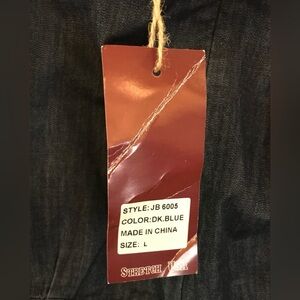 STYLE: JB 6005
COLOR:DK.BLUE
MADE IN CHINA
SIZE: L
STRETCH